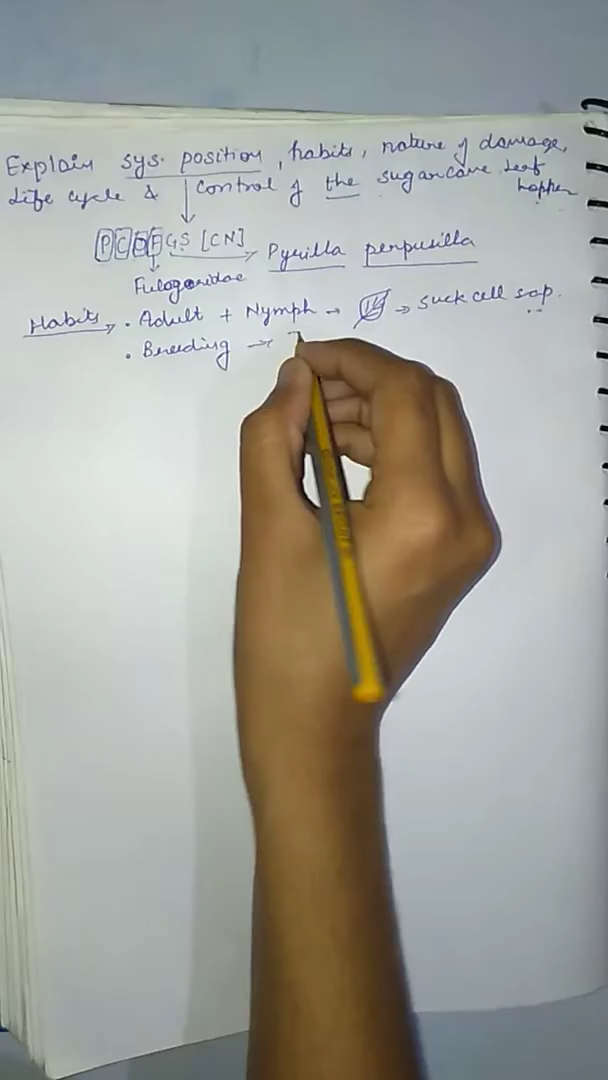 Explain sys. position, habits, nature of damage,
Life cycle & control of the sugarcane leaf
hopper
PCOFGS [CN] → Pyrilla perpusilla
Fulogoridae
Habits → • Adult + Nymph → → suck cell sap.
• Breeding →